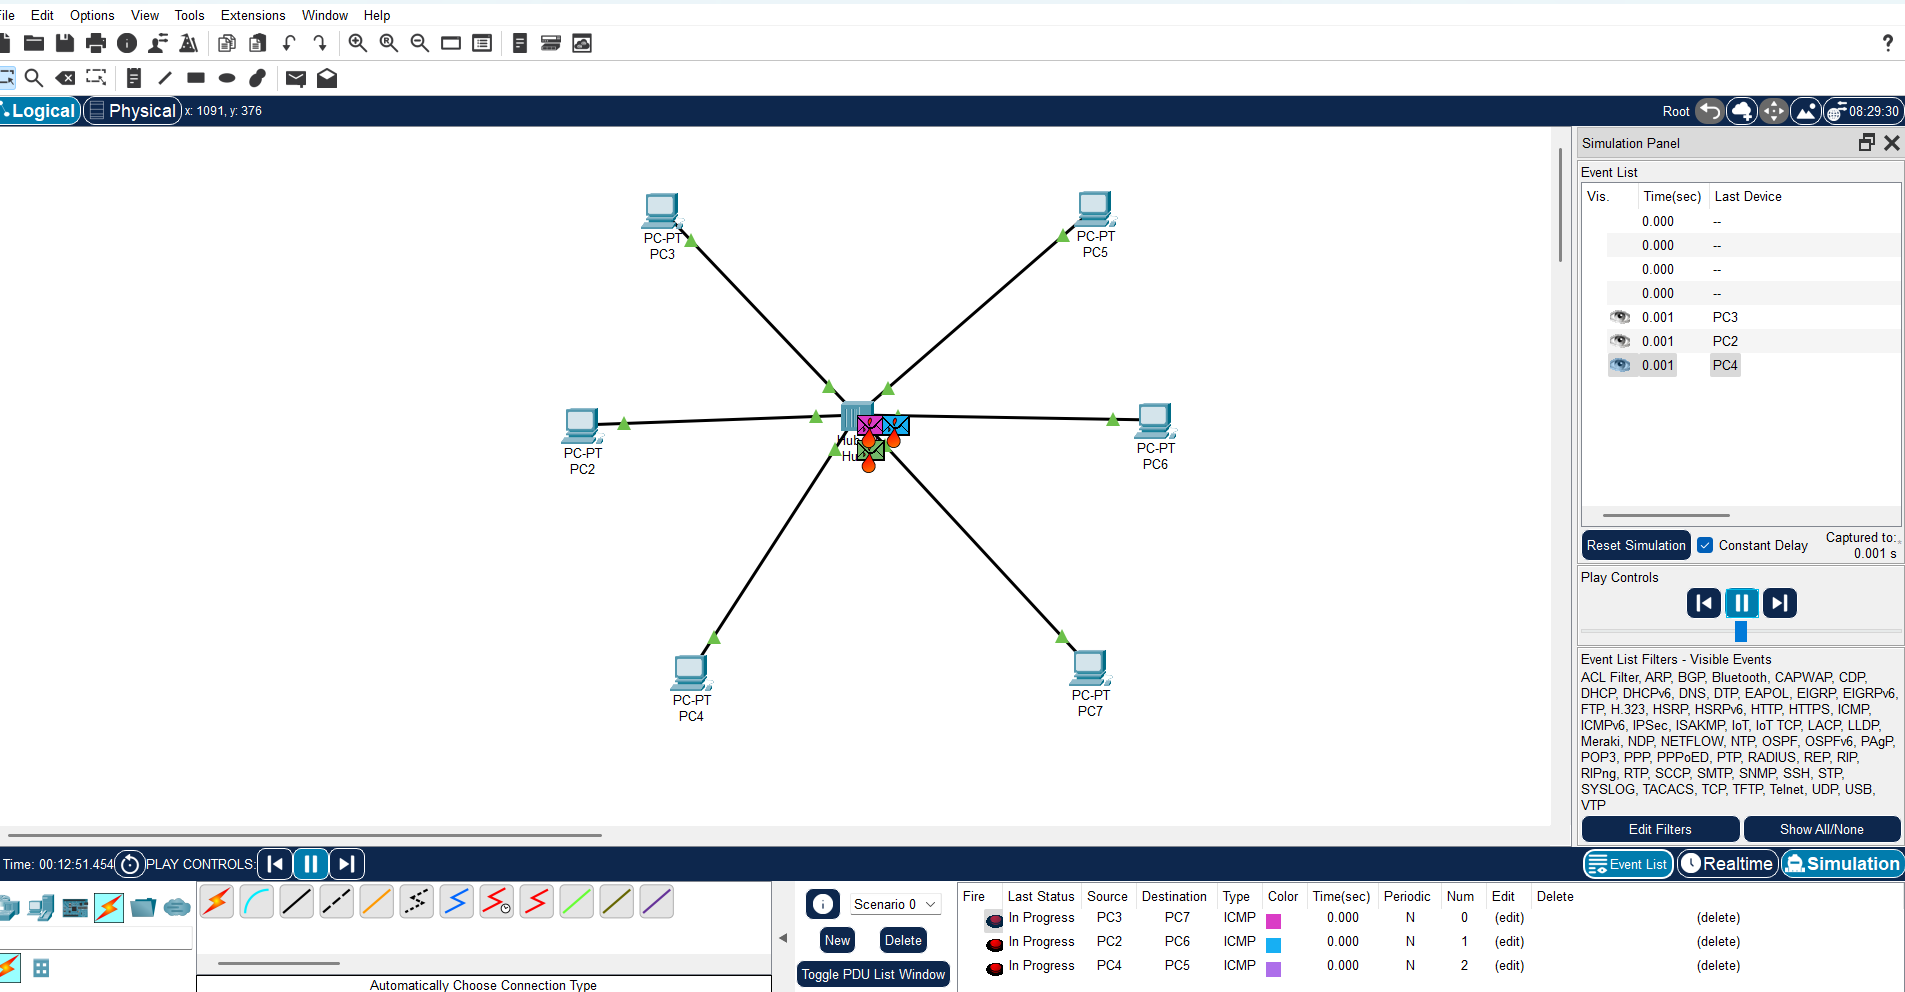 File Edit Options View Tools Extensions Window Help
?
Logical Physical x: 1091, y: 376 Root 08:29:30
Simulation Panel
Event List
Vis. Time(sec) Last Device
0.000 --
0.000 --
0.000 --
0.000 --
0.001 PC3
0.001 PC2
0.001 PC4
Reset Simulation Constant Delay Captured to:
0.001 s
Play Controls
Event List Filters - Visible Events
ACL Filter, ARP, BGP, Bluetooth, CAPWAP, CDP,
DHCP, DHCPv6, DNS, DTP, EAPOL, EIGRP, EIGRPv6,
FTP, H.323, HSRP, HSRPv6, HTTP, HTTPS, ICMP,
ICMPv6, IPSec, ISAKMP, IoT, IoT TCP, LACP, LLDP,
Meraki, NDP, NETFLOW, NTP, OSPF, OSPFv6, PAgP,
POP3, PPP, PPPoED, PTP, RADIUS, REP, RIP,
RIPng, RTP, SCCP, SMTP, SNMP, SSH, STP,
SYSLOG, TACACS, TCP, TFTP, Telnet, UDP, USB,
VTP
Edit Filters Show All/None
PC-PT
PC3
PC-PT
PC5
PC-PT
PC2
Hub
Hu
PC-PT
PC6
PC-PT
PC4
PC-PT
PC7
Time: 00:12:51.454 PLAY CONTROLS: Event List Realtime Simulation
Scenario 0
New Delete
Toggle PDU List Window
Automatically Choose Connection Type
Fire Last Status Source Destination Type Color Time(sec) Periodic Num Edit Delete
In Progress PC3 PC7 ICMP 0.000 N 0 (edit) (delete)
In Progress PC2 PC6 ICMP 0.000 N 1 (edit) (delete)
In Progress PC4 PC5 ICMP 0.000 N 2 (edit) (delete)